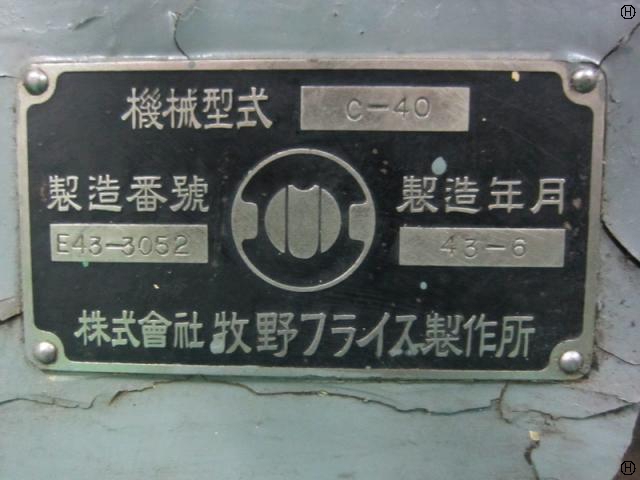 機械型式 C-40
製造番號 製造年月
E43-3052 43-6
株式會社 牧野フライス製作所